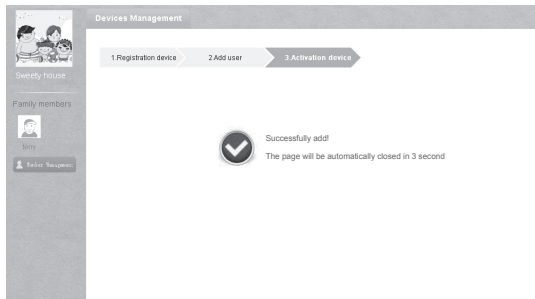 Devices Management
1.Registration device
2.Add user
3.Activation device
Sweety house
Family members
Successfully add!
The page will be automatically closed in 3 second